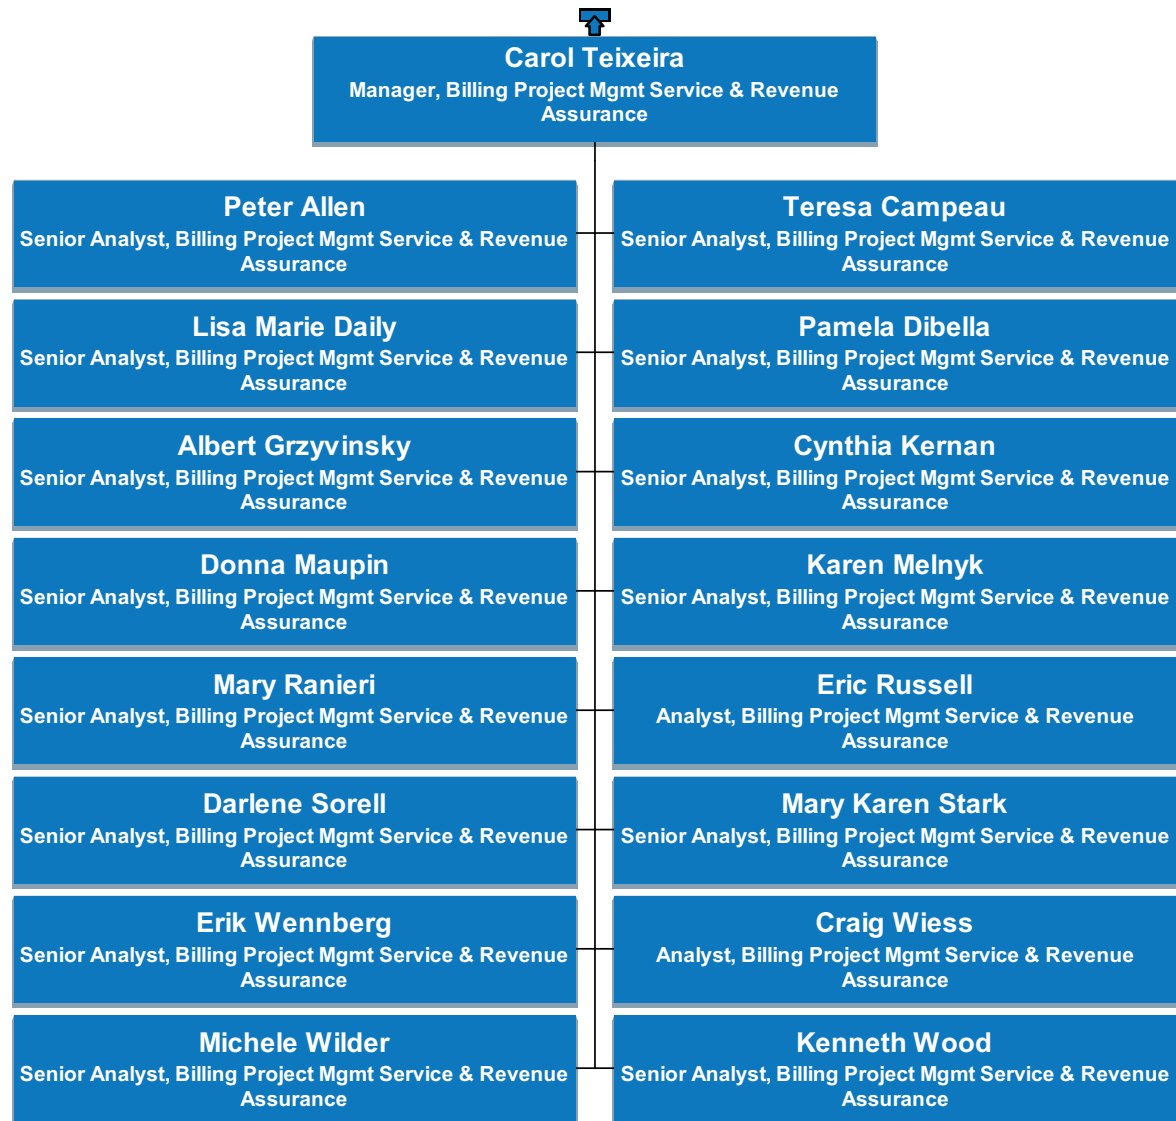 Carol Teixeira
Manager, Billing Project Mgmt Service & Revenue
Assurance
Peter Allen
Senior Analyst, Billing Project Mgmt Service & Revenue
Assurance
Teresa Campeau
Senior Analyst, Billing Project Mgmt Service & Revenue
Assurance
Lisa Marie Daily
Senior Analyst, Billing Project Mgmt Service & Revenue
Assurance
Pamela Dibella
Senior Analyst, Billing Project Mgmt Service & Revenue
Assurance
Albert Grzyvinsky
Senior Analyst, Billing Project Mgmt Service & Revenue
Assurance
Cynthia Kernan
Senior Analyst, Billing Project Mgmt Service & Revenue
Assurance
Donna Maupin
Senior Analyst, Billing Project Mgmt Service & Revenue
Assurance
Karen Melnyk
Senior Analyst, Billing Project Mgmt Service & Revenue
Assurance
Mary Ranieri
Senior Analyst, Billing Project Mgmt Service & Revenue
Assurance
Eric Russell
Analyst, Billing Project Mgmt Service & Revenue
Assurance
Darlene Sorell
Senior Analyst, Billing Project Mgmt Service & Revenue
Assurance
Mary Karen Stark
Senior Analyst, Billing Project Mgmt Service & Revenue
Assurance
Erik Wennberg
Senior Analyst, Billing Project Mgmt Service & Revenue
Assurance
Craig Wiess
Analyst, Billing Project Mgmt Service & Revenue
Assurance
Michele Wilder
Senior Analyst, Billing Project Mgmt Service & Revenue
Assurance
Kenneth Wood
Senior Analyst, Billing Project Mgmt Service & Revenue
Assurance